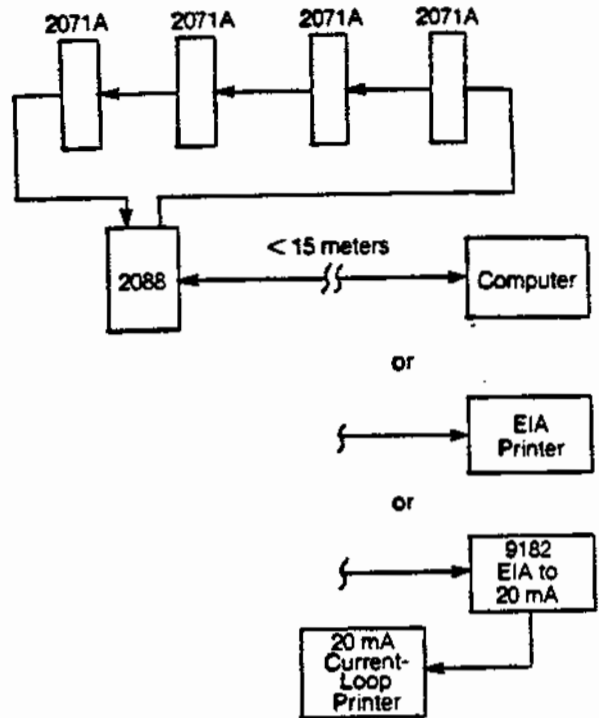 2071A 2071A 2071A 2071A
< 15 meters
2088
Computer
or
EIA
Printer
or
9182
EIA to
20 mA
20 mA
Current-
Loop
Printer